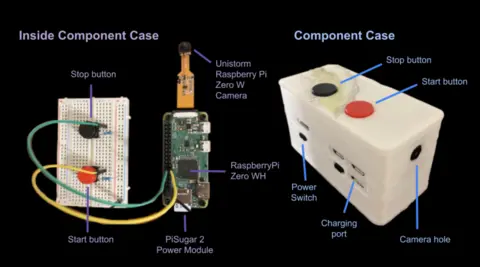 Inside Component Case
Stop button
Unistorm
Raspberry Pi
Zero W
Camera
RaspberryPi
Zero WH
Start button
PiSugar 2
Power Module
Component Case
Stop button
Start button
Power
Switch
Charging
port
Camera hole